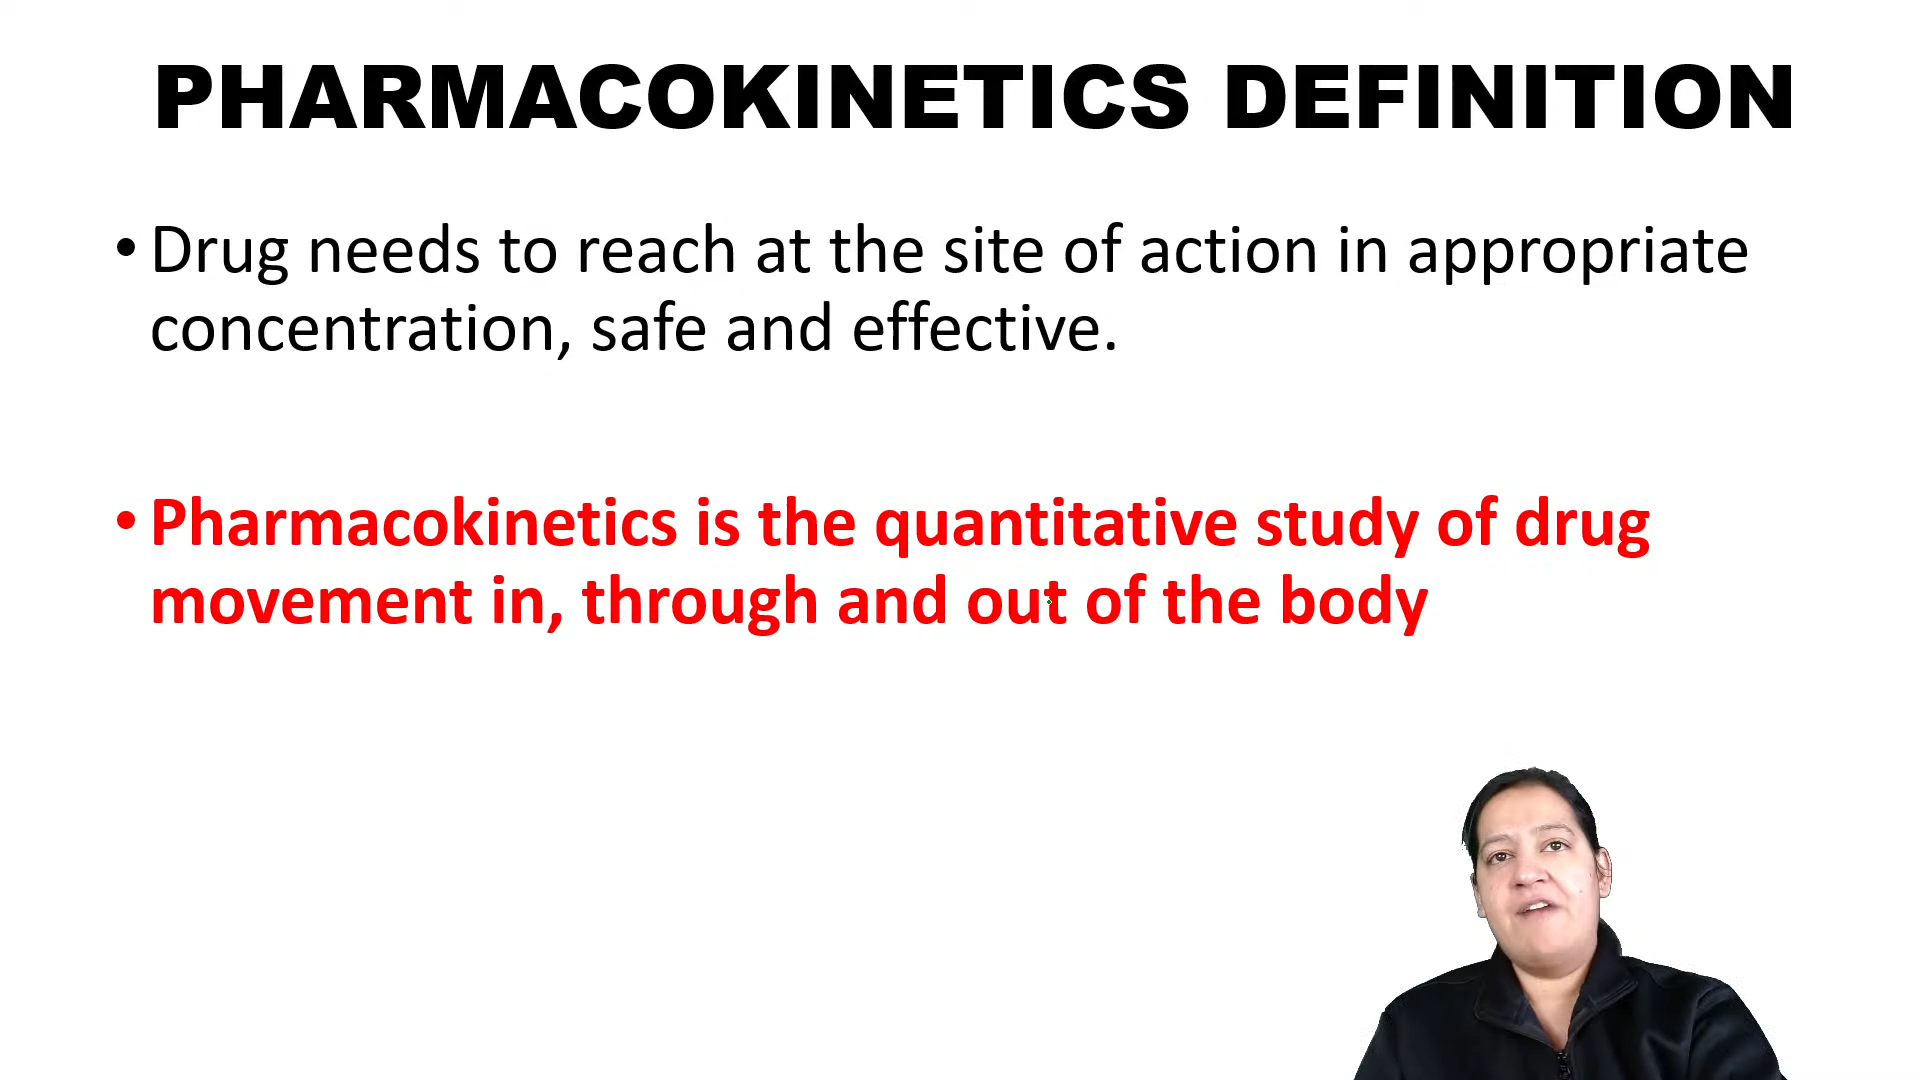 PHARMACOKINETICS DEFINITION
• Drug needs to reach at the site of action in appropriate
concentration, safe and effective.
• Pharmacokinetics is the quantitative study of drug
movement in, through and out of the body